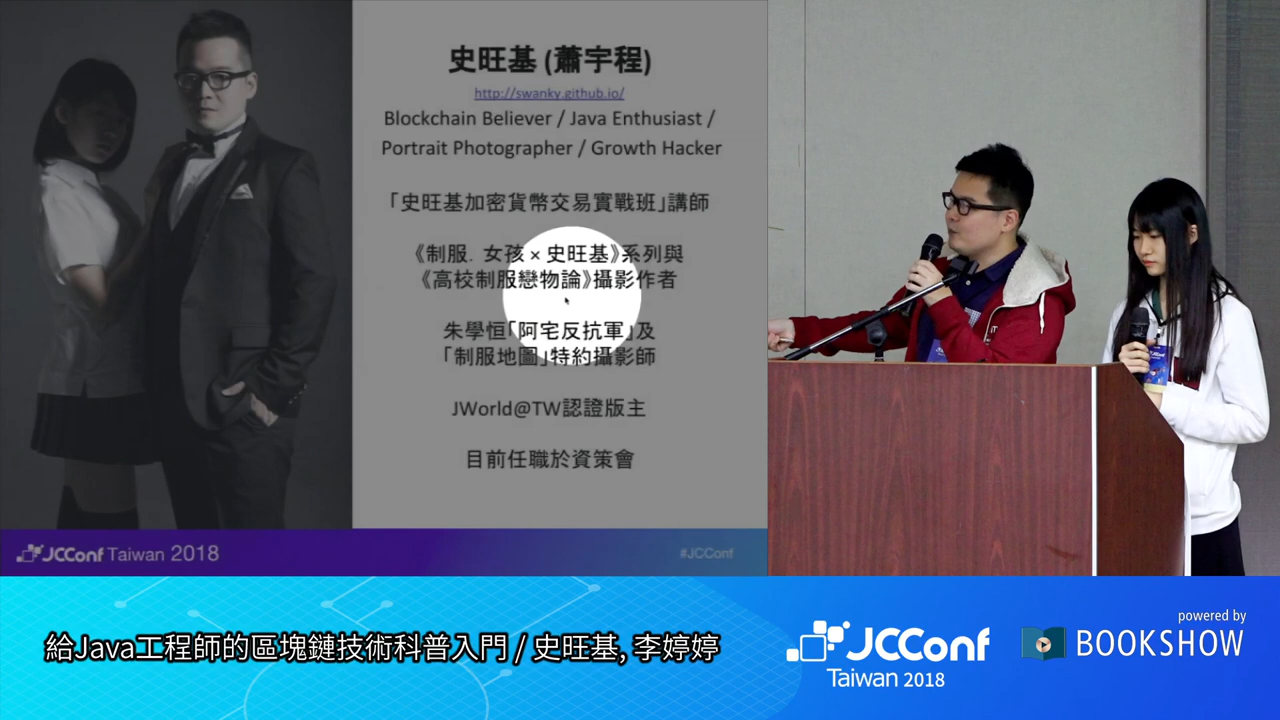 史旺基 (蕭宇程)
http://swanky.github.io/
Blockchain Believer / Java Enthusiast /
Portrait Photographer / Growth Hacker
「史旺基加密貨幣交易實戰班」講師
《制服．女孩 × 史旺基》系列與
《高校制服戀物論》攝影作者
朱學恒「阿宅反抗軍」及
「制服地圖」特約攝影師
JWorld@TW認證版主
目前任職於資策會
JCConf Taiwan 2018
#JCConf
給Java工程師的區塊鏈技術科普入門 / 史旺基, 李婷婷
JCConf
Taiwan 2018
powered by
BOOKSHOW